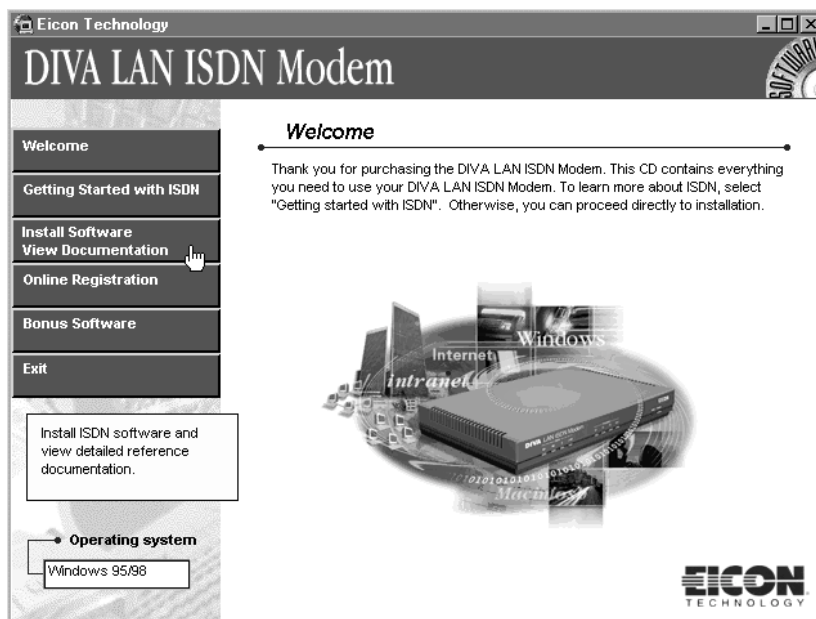 Eicon Technology
DIVA LAN ISDN Modem
SOFTWARE
Welcome
Getting Started with ISDN
Install Software
View Documentation
Online Registration
Bonus Software
Exit
Install ISDN software and
view detailed reference
documentation.
Operating system
Windows 95/98
Welcome
Thank you for purchasing the DIVA LAN ISDN Modem. This CD contains everything
you need to use your DIVA LAN ISDN Modem. To learn more about ISDN, select
"Getting started with ISDN". Otherwise, you can proceed directly to installation.
Windows
Internet
intranet
DIVA LAN ISDN Modem
Macintosh
EICON
TECHNOLOGY